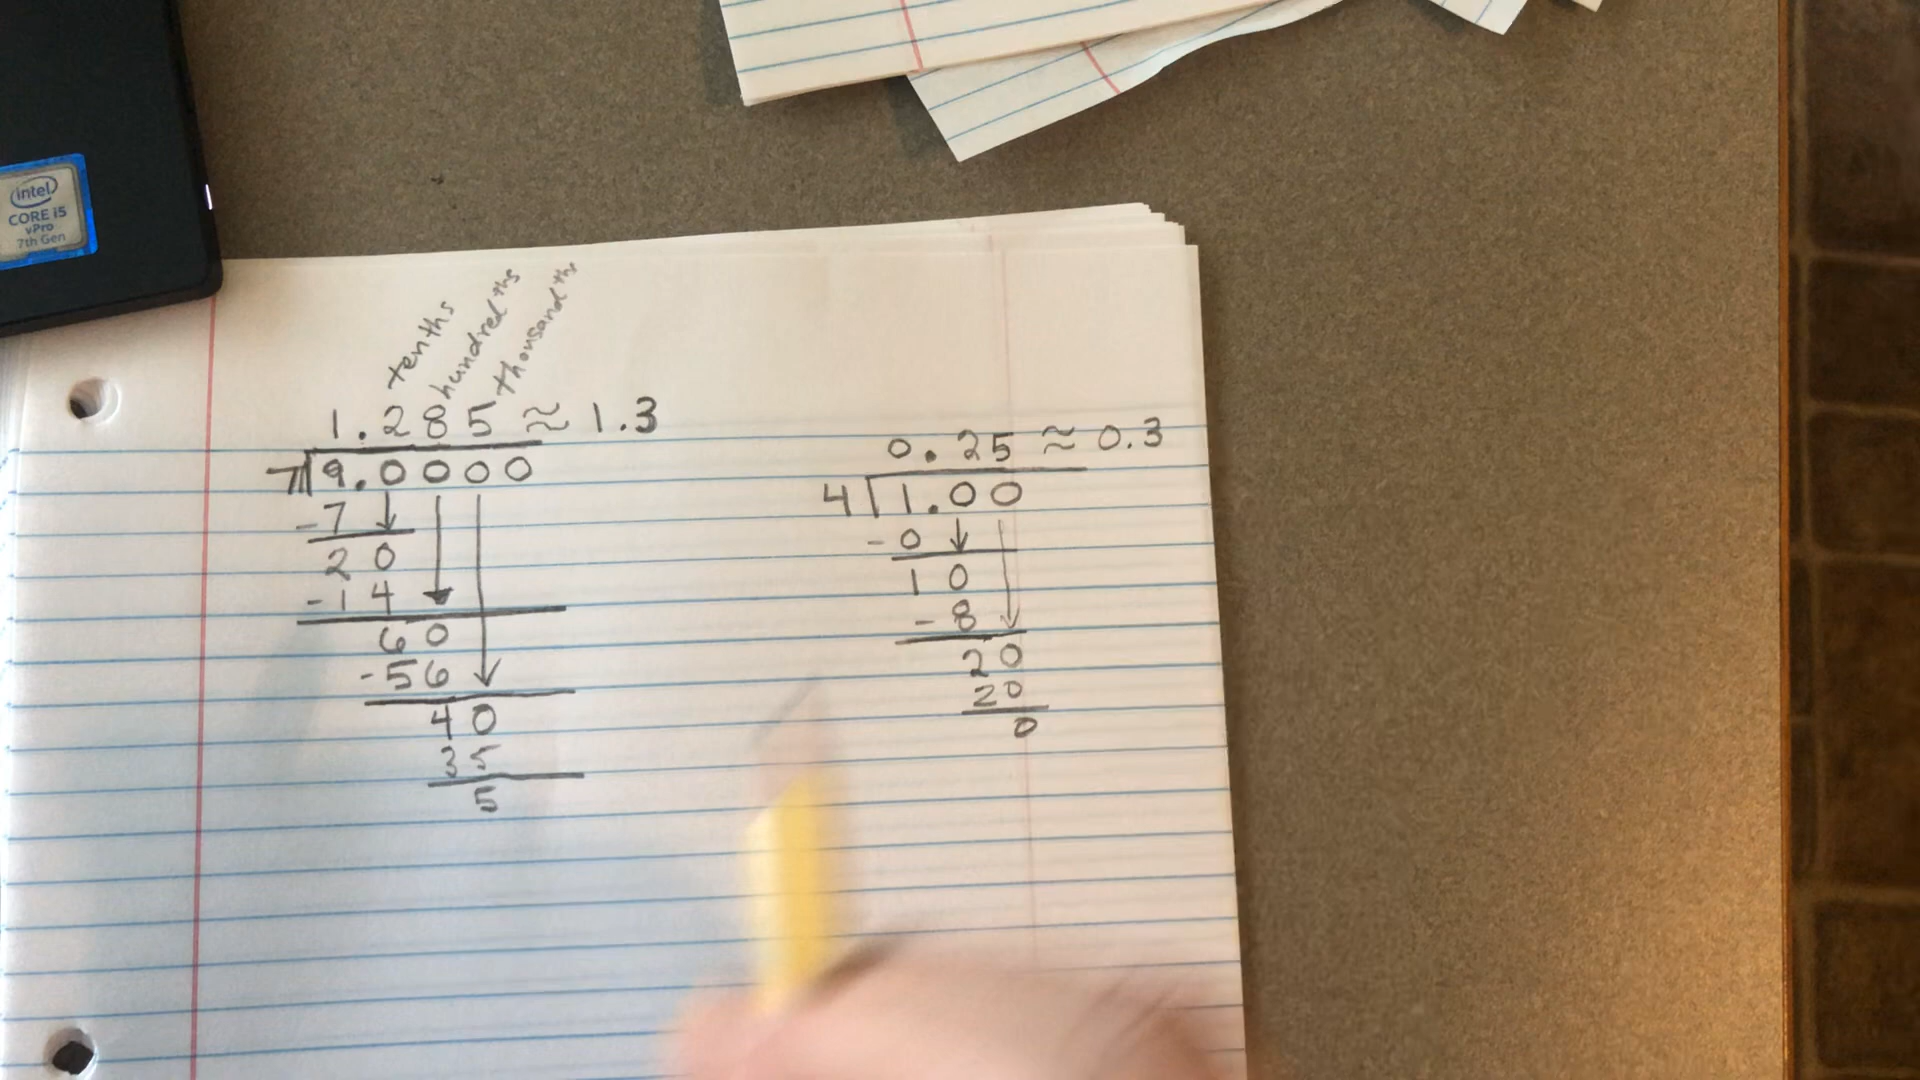 intel
CORE i5
vPro
7th Gen
tenths
hundredths
thousandths
1.285 ≈ 1.3
7 9.0000
-7
20
-14
60
-56
40
35
5
0.25 ≈ 0.3
4 1.00
-0
10
-8
20
20
0